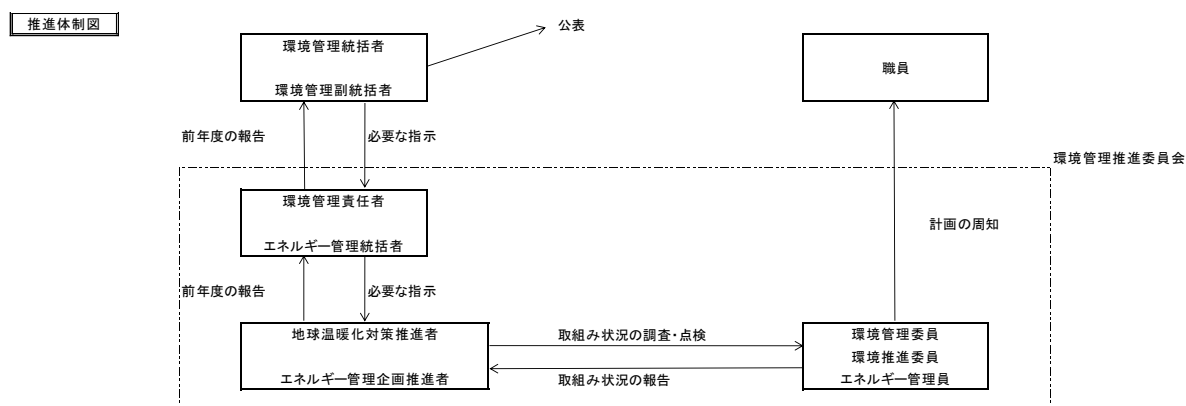 推進体制図
公表
環境管理統括者
環境管理副統括者
職員
前年度の報告
必要な指示
環境管理推進委員会
環境管理責任者
エネルギー管理統括者
計画の周知
前年度の報告
必要な指示
地球温暖化対策推進者
エネルギー管理企画推進者
取組み状況の調査・点検
取組み状況の報告
環境管理委員
環境推進委員
エネルギー管理員